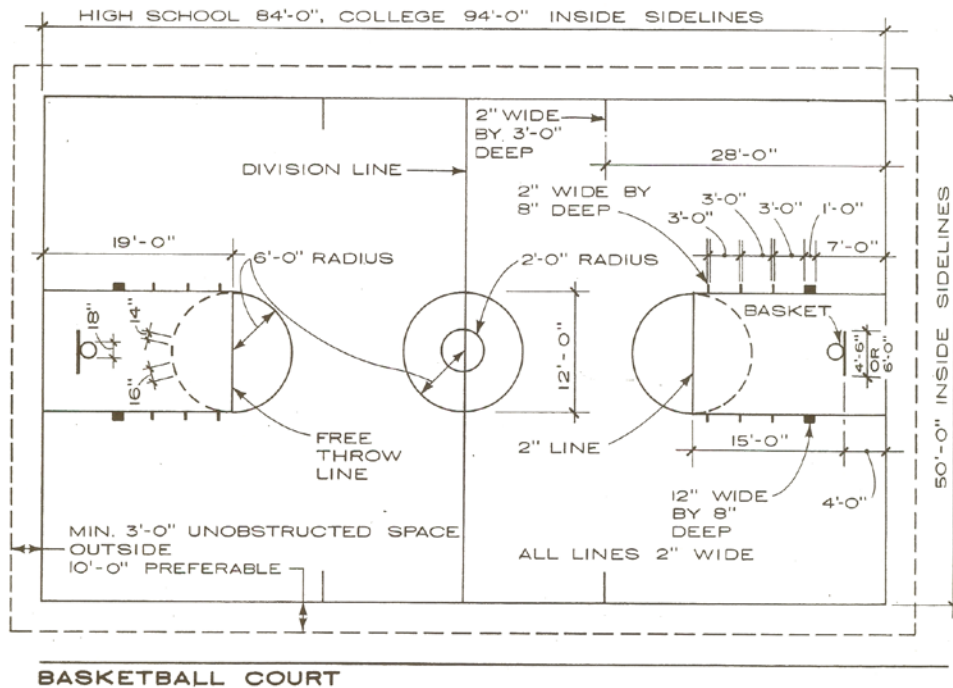 HIGH SCHOOL 84'-0", COLLEGE 94'-0" INSIDE SIDELINES
2" WIDE
BY 3'-0"
DEEP
DIVISION LINE
28'-0"
2" WIDE BY
8" DEEP
3'-0"
3'-0"
3'-0"
1'-0"
7'-0"
19'-0"
6'-0" RADIUS
2'-0" RADIUS
BASKET
18"
14"
16"
12'-0"
4'-6"
OR
6'-0"
50'-0" INSIDE SIDELINES
FREE
THROW
LINE
2" LINE
15'-0"
4'-0"
12" WIDE
BY 8"
DEEP
MIN. 3'-0" UNOBSTRUCTED SPACE
OUTSIDE
10'-0" PREFERABLE
ALL LINES 2" WIDE
BASKETBALL COURT